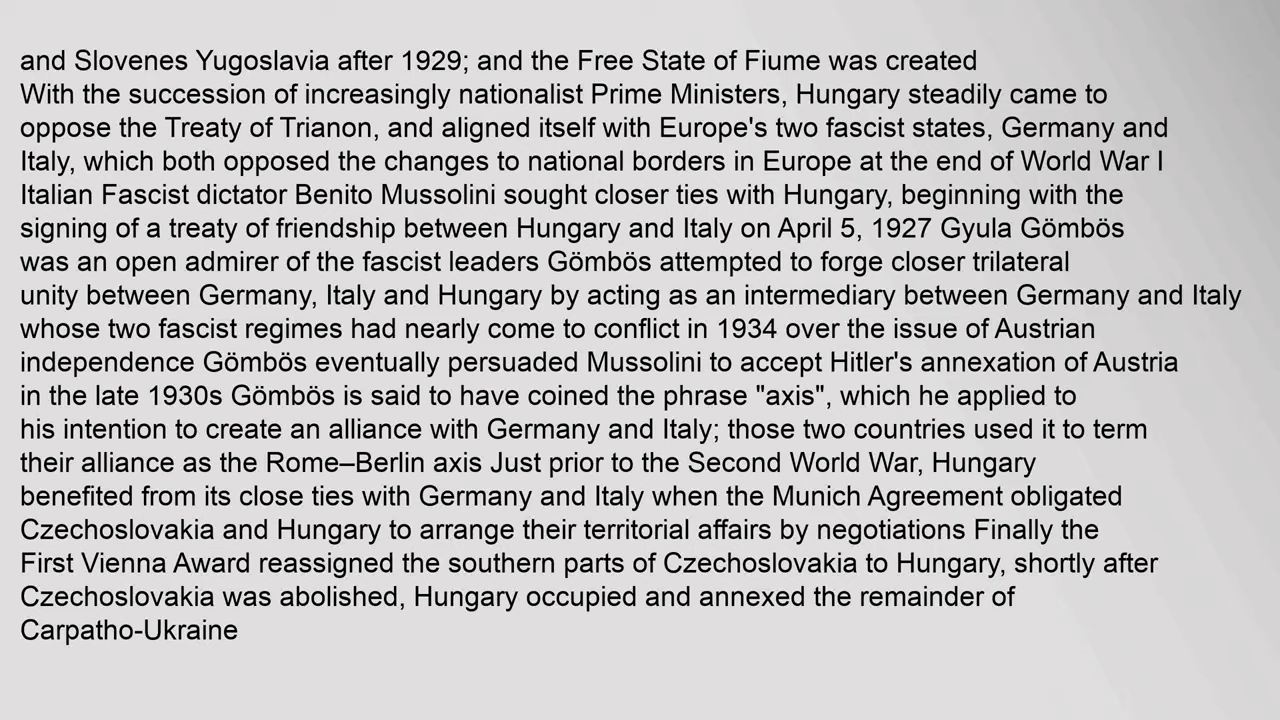 and Slovenes Yugoslavia after 1929; and the Free State of Fiume was created
With the succession of increasingly nationalist Prime Ministers, Hungary steadily came to
oppose the Treaty of Trianon, and aligned itself with Europe's two fascist states, Germany and
Italy, which both opposed the changes to national borders in Europe at the end of World War I
Italian Fascist dictator Benito Mussolini sought closer ties with Hungary, beginning with the
signing of a treaty of friendship between Hungary and Italy on April 5, 1927 Gyula Gömbös
was an open admirer of the fascist leaders Gömbös attempted to forge closer trilateral
unity between Germany, Italy and Hungary by acting as an intermediary between Germany and Italy
whose two fascist regimes had nearly come to conflict in 1934 over the issue of Austrian
independence Gömbös eventually persuaded Mussolini to accept Hitler's annexation of Austria
in the late 1930s Gömbös is said to have coined the phrase "axis", which he applied to
his intention to create an alliance with Germany and Italy; those two countries used it to term
their alliance as the Rome–Berlin axis Just prior to the Second World War, Hungary
benefited from its close ties with Germany and Italy when the Munich Agreement obligated
Czechoslovakia and Hungary to arrange their territorial affairs by negotiations Finally the
First Vienna Award reassigned the southern parts of Czechoslovakia to Hungary, shortly after
Czechoslovakia was abolished, Hungary occupied and annexed the remainder of
Carpatho-Ukraine